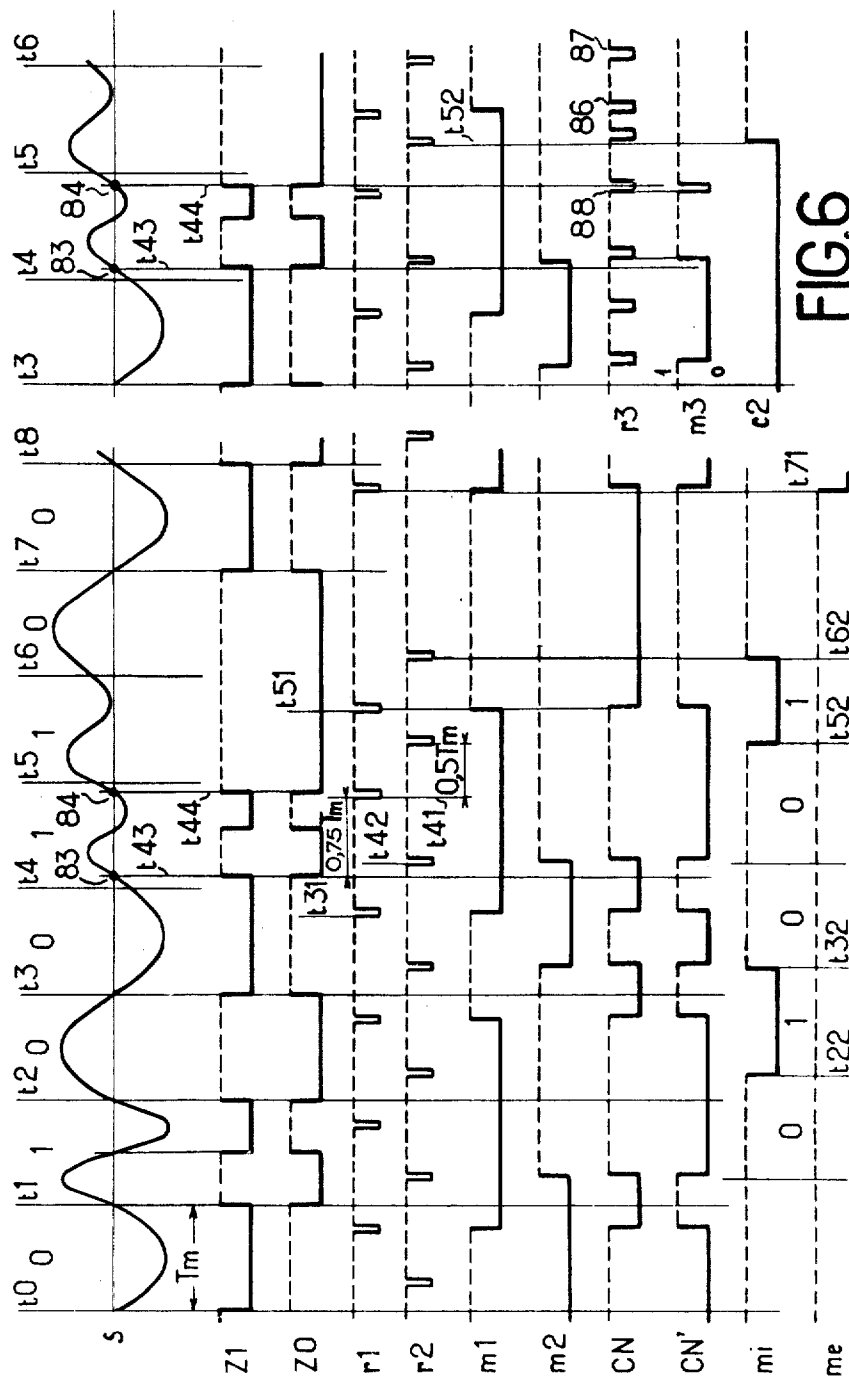 t0 t1 t2 t3 t4 t5 t6 t7 t8 t3 t4 t5 t6
0 1 0 0 1 1 0 0
83 84 83 84
S
Tm
t43 t44 t43 t44
Z1
Z0
t31 0,75Tm t51
r1
t42
r2
t41 0,5Tm t52
m1
m2
CN
r3 88 86 87
CN'
m3 1 0
mi
c2
0 1 0 0 1
me
t22 t32 t52 t62 t71
FIG.6